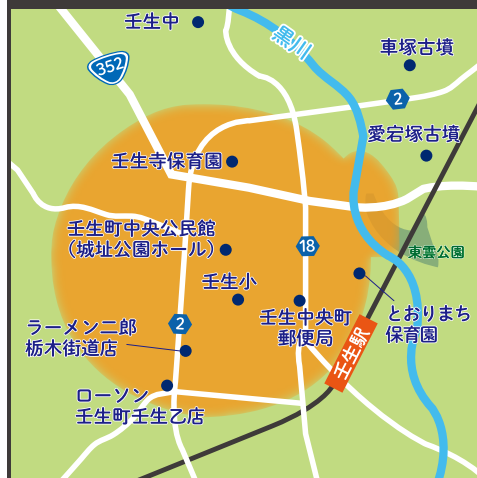 壬生中
黒川
車塚古墳
352
2
愛宕塚古墳
壬生寺保育園
壬生町中央公民館
（城址公園ホール）
18
東雲公園
壬生小
とおりまち
保育園
壬生中央町
郵便局
2
ラーメン二郎
栃木街道店
壬生駅
ローソン
壬生町壬生乙店